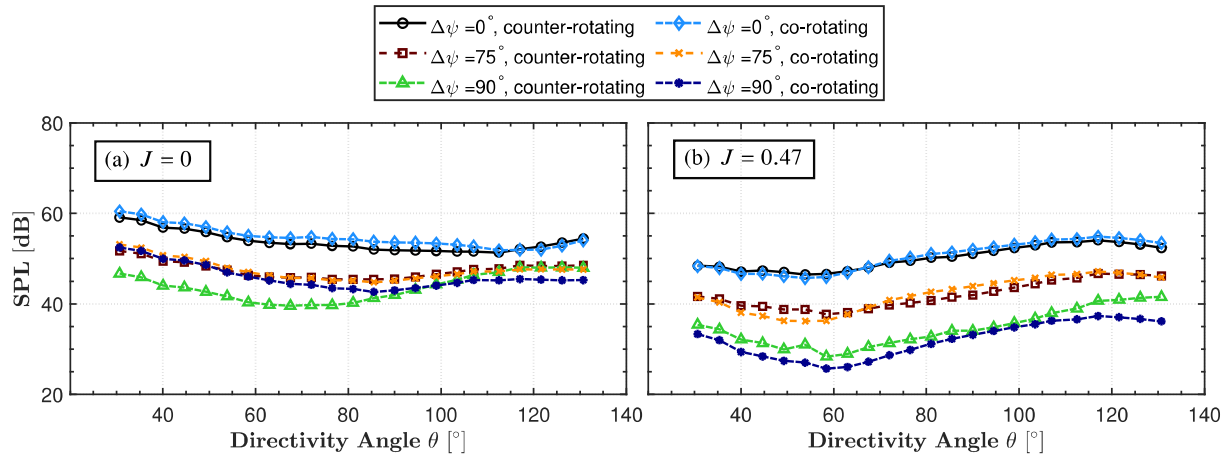 Δψ =0°, counter-rotating
Δψ =75°, counter-rotating
Δψ =90°, counter-rotating
Δψ =0°, co-rotating
Δψ =75°, co-rotating
Δψ =90°, co-rotating
SPL [dB]
80
60
40
20
(a) J = 0
40 60 80 100 120 140
Directivity Angle θ [°]
(b) J = 0.47
40 60 80 100 120 140
Directivity Angle θ [°]